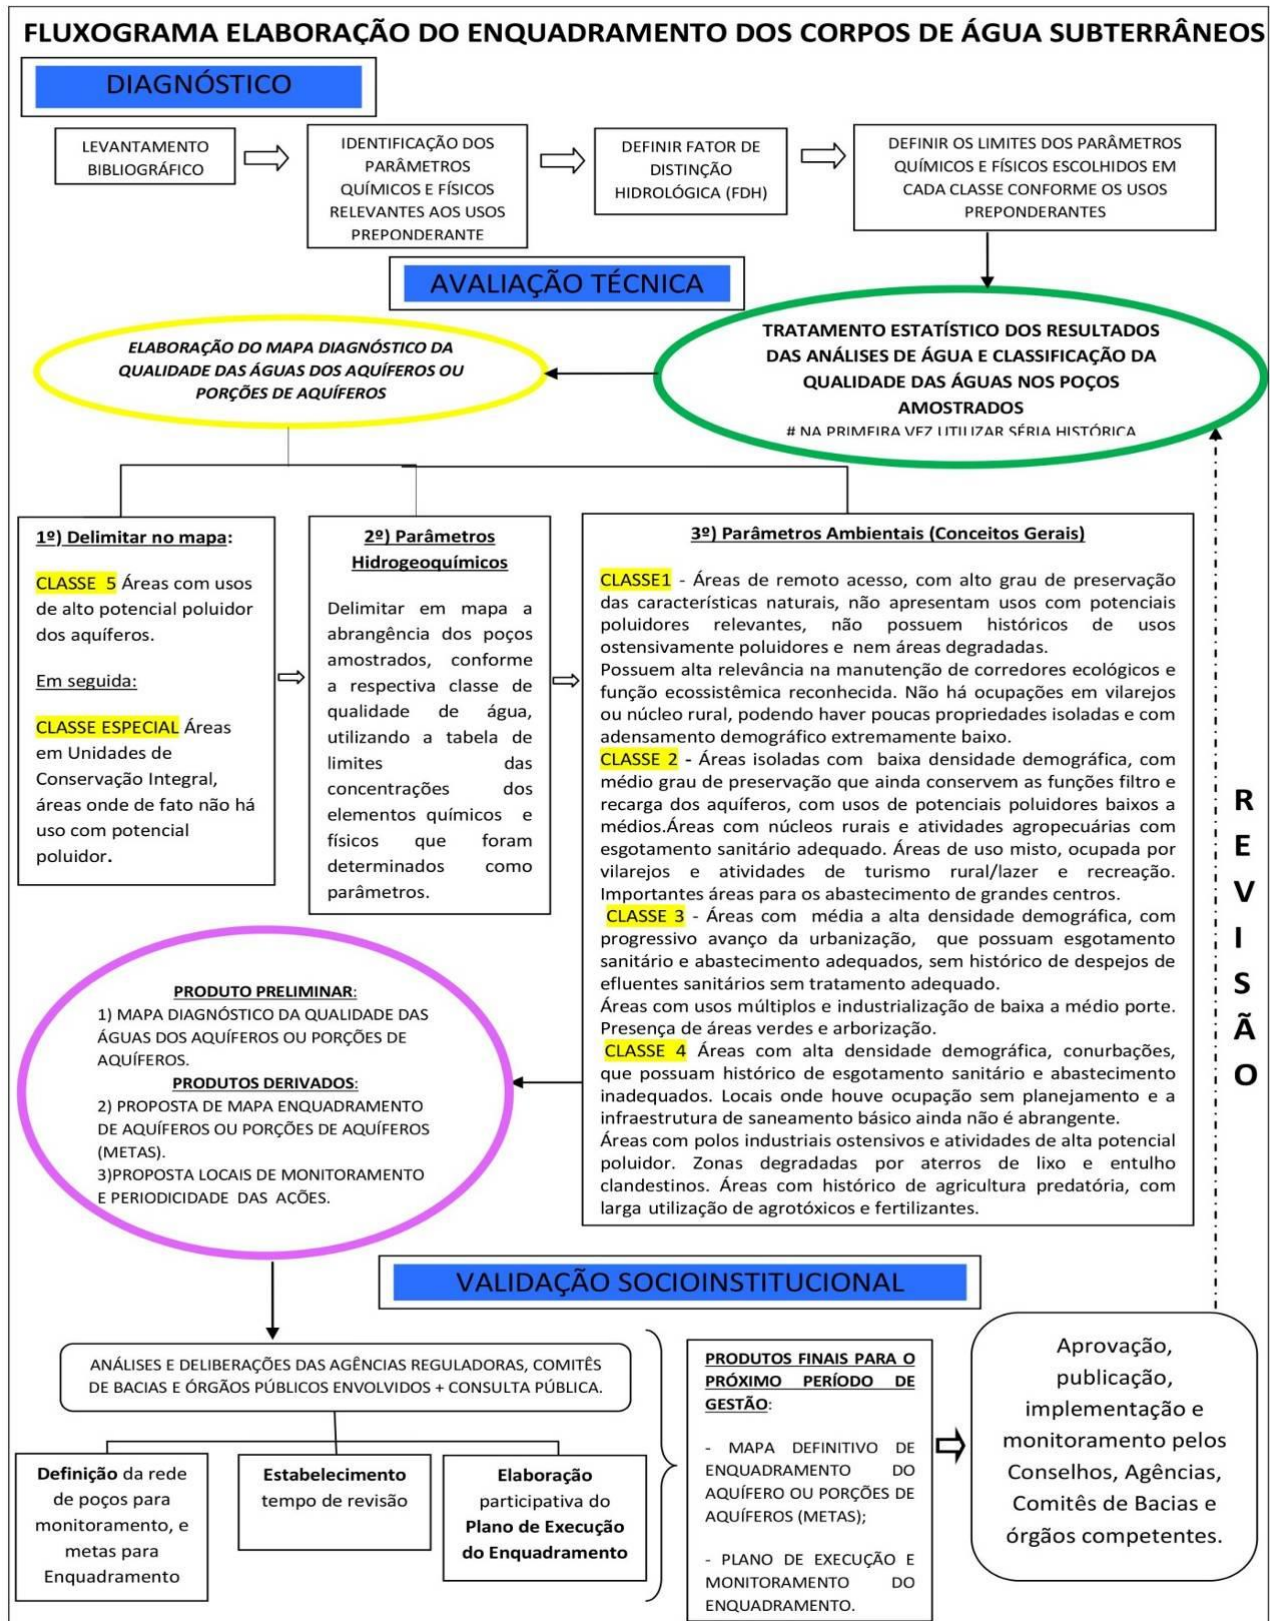 FLUXOGRAMA ELABORAÇÃO DO ENQUADRAMENTO DOS CORPOS DE ÁGUA SUBTERRÂNEOS
DIAGNÓSTICO
LEVANTAMENTO
BIBLIOGRÁFICO
IDENTIFICAÇÃO DOS
PARÂMETROS
QUÍMICOS E FÍSICOS
RELEVANTES AOS USOS
PREPONDERANTE
DEFINIR FATOR DE
DISTINÇÃO
HIDROLÓGICA (FDH)
DEFINIR OS LIMITES DOS PARÂMETROS
QUÍMICOS E FÍSICOS ESCOLHIDOS EM
CADA CLASSE CONFORME OS USOS
PREPONDERANTES
AVALIAÇÃO TÉCNICA
TRATAMENTO ESTATÍSTICO DOS RESULTADOS
DAS ANÁLISES DE ÁGUA E CLASSIFICAÇÃO DA
QUALIDADE DAS ÁGUAS NOS POÇOS
AMOSTRADOS
# NA PRIMEIRA VEZ UTILIZAR SÉRIA HISTÓRICA
ELABORAÇÃO DO MAPA DIAGNÓSTICO DA
QUALIDADE DAS ÁGUAS DOS AQUÍFEROS OU
PORÇÕES DE AQUÍFEROS
1º) Delimitar no mapa:
CLASSE 5 Áreas com usos
de alto potencial poluidor
dos aquíferos.
Em seguida:
CLASSE ESPECIAL Áreas
em Unidades de
Conservação Integral,
áreas onde de fato não há
uso com potencial
poluidor.
2º) Parâmetros
Hidrogeoquímicos
Delimitar em mapa a
abrangência dos poços
amostrados, conforme
a respectiva classe de
qualidade de água,
utilizando a tabela de
limites das
concentrações dos
elementos químicos e
físicos que foram
determinados como
parâmetros.
3º) Parâmetros Ambientais (Conceitos Gerais)
CLASSE1 - Áreas de remoto acesso, com alto grau de preservação
das características naturais, não apresentam usos com potenciais
poluidores relevantes, não possuem históricos de usos
ostensivamente poluidores e nem áreas degradadas.
Possuem alta relevância na manutenção de corredores ecológicos e
função ecossistêmica reconhecida. Não há ocupações em vilarejos
ou núcleo rural, podendo haver poucas propriedades isoladas e com
adensamento demográfico extremamente baixo.
CLASSE 2 - Áreas isoladas com baixa densidade demográfica, com
médio grau de preservação que ainda conservem as funções filtro e
recarga dos aquíferos, com usos de potenciais poluidores baixos a
médios.Áreas com núcleos rurais e atividades agropecuárias com
esgotamento sanitário adequado. Áreas de uso misto, ocupada por
vilarejos e atividades de turismo rural/lazer e recreação.
Importantes áreas para os abastecimento de grandes centros.
CLASSE 3 - Áreas com média a alta densidade demográfica, com
progressivo avanço da urbanização, que possuam esgotamento
sanitário e abastecimento adequados, sem histórico de despejos de
efluentes sanitários sem tratamento adequado.
Áreas com usos múltiplos e industrialização de baixa a médio porte.
Presença de áreas verdes e arborização.
CLASSE 4 Áreas com alta densidade demográfica, conurbações,
que possuam histórico de esgotamento sanitário e abastecimento
inadequados. Locais onde houve ocupação sem planejamento e a
infraestrutura de saneamento básico ainda não é abrangente.
Áreas com polos industriais ostensivos e atividades de alta potencial
poluidor. Zonas degradadas por aterros de lixo e entulho
clandestinos. Áreas com histórico de agricultura predatória, com
larga utilização de agrotóxicos e fertilizantes.
REVISÃO
PRODUTO PRELIMINAR:
1) MAPA DIAGNÓSTICO DA QUALIDADE DAS
ÁGUAS DOS AQUÍFEROS OU PORÇÕES DE
AQUÍFEROS.
PRODUTOS DERIVADOS:
2) PROPOSTA DE MAPA ENQUADRAMENTO
DE AQUÍFEROS OU PORÇÕES DE AQUÍFEROS
(METAS).
3)PROPOSTA LOCAIS DE MONITORAMENTO
E PERIODICIDADE DAS AÇÕES.
VALIDAÇÃO SOCIOINSTITUCIONAL
ANÁLISES E DELIBERAÇÕES DAS AGÊNCIAS REGULADORAS, COMITÊS
DE BACIAS E ÓRGÃOS PÚBLICOS ENVOLVIDOS + CONSULTA PÚBLICA.
Definição da rede
de poços para
monitoramento, e
metas para
Enquadramento
Estabelecimento
tempo de revisão
Elaboração
participativa do
Plano de Execução
do Enquadramento
PRODUTOS FINAIS PARA O
PRÓXIMO PERÍODO DE
GESTÃO:
- MAPA DEFINITIVO DE
ENQUADRAMENTO DO
AQUÍFERO OU PORÇÕES DE
AQUÍFEROS (METAS);
- PLANO DE EXECUÇÃO E
MONITORAMENTO DO
ENQUADRAMENTO.
Aprovação,
publicação,
implementação e
monitoramento pelos
Conselhos, Agências,
Comitês de Bacias e
órgãos competentes.